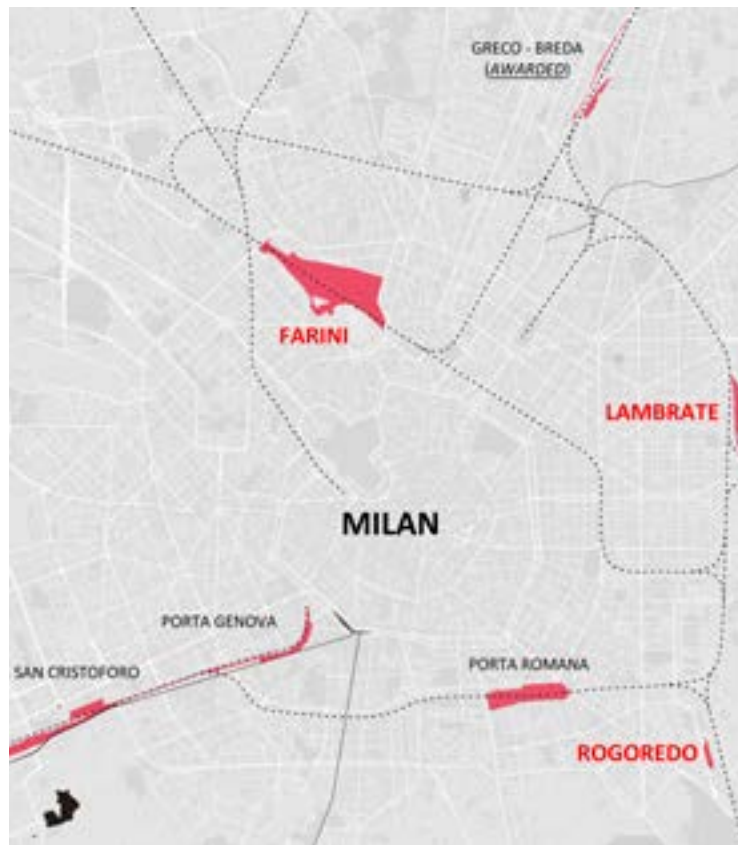 GRECO - BREDA
(AWARDED)
FARINI
LAMBRATE
MILAN
PORTA GENOVA
SAN CRISTOFORO
PORTA ROMANA
ROGOREDO